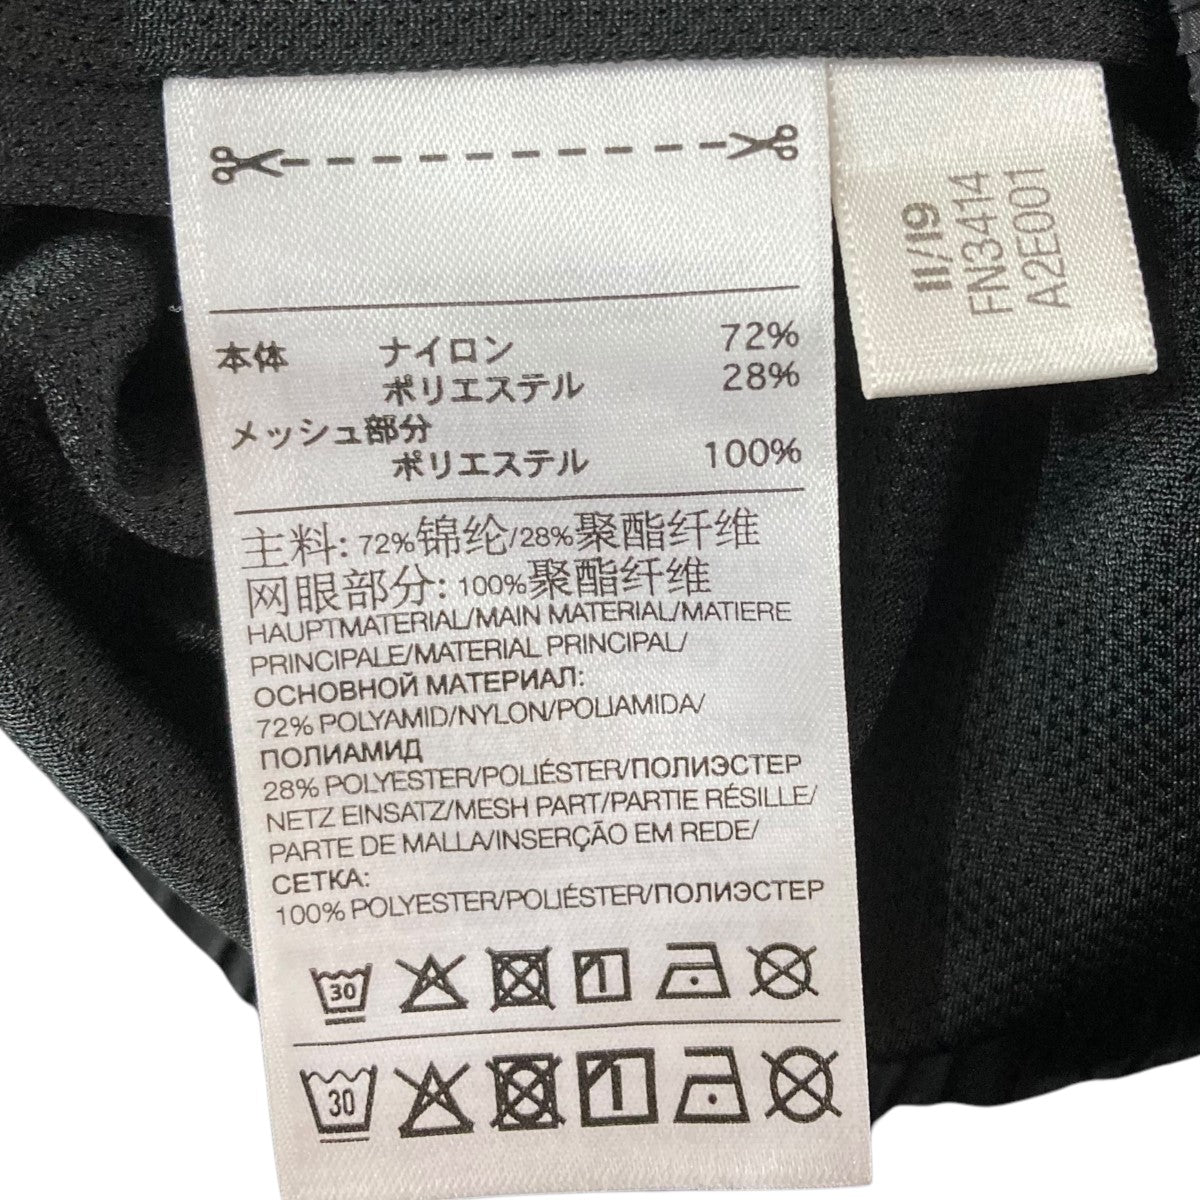 本体 ナイロン 72%
ポリエステル 28%
メッシュ部分
ポリエステル 100%
主料: 72%锦纶/28%聚酯纤维
网眼部分: 100%聚酯纤维
HAUPTMATERIAL/MAIN MATERIAL/MATIERE
PRINCIPALE/MATERIAL PRINCIPAL/
ОСНОВНОЙ МАТЕРИАЛ:
72% POLYAMID/NYLON/POLIAMIDA/
ПОЛИАМИД
28% POLYESTER/POLIÉSTER/ПОЛИЭСТЕР
NETZ EINSATZ/MESH PART/PARTIE RÉSILLE/
PARTE DE MALLA/INSERÇÃO EM REDE/
СЕТКА:
100% POLYESTER/POLIÉSTER/ПОЛИЭСТЕР
30
30
11/19
FN3414
A2E001